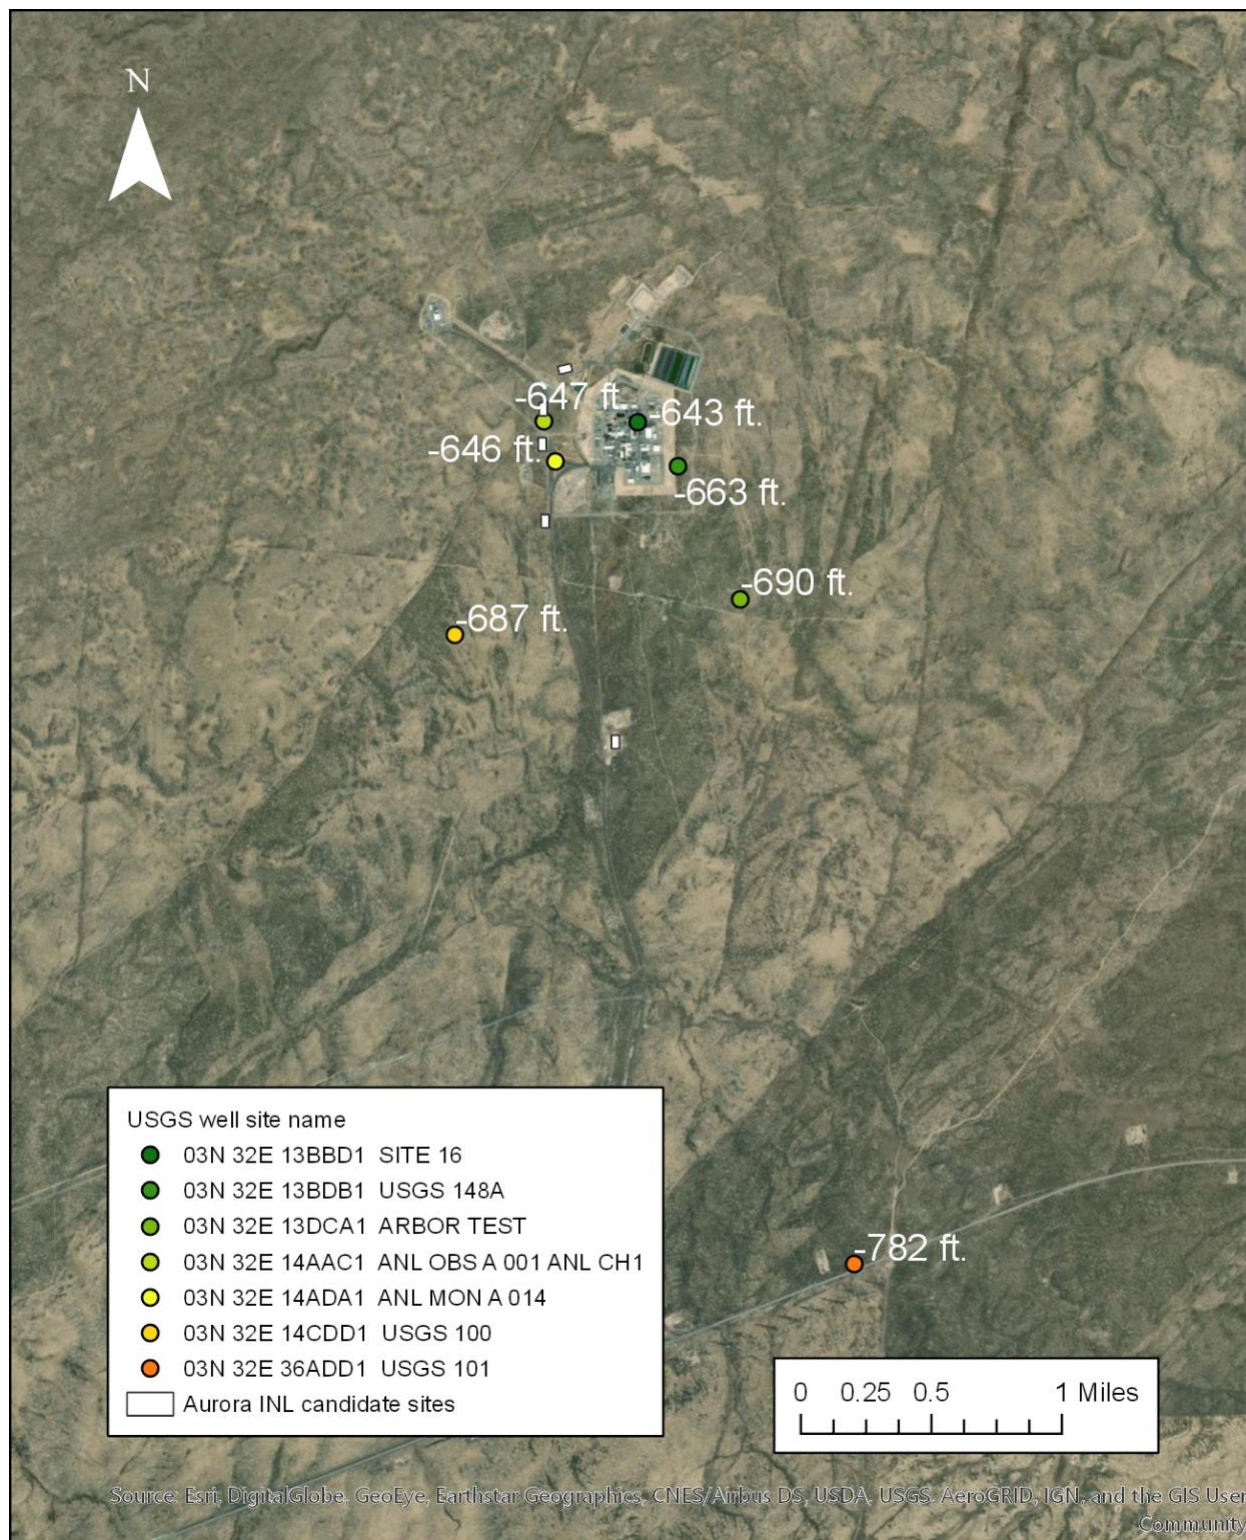 N
-647 ft.
-643 ft.
-646 ft.
-663 ft.
-690 ft.
-687 ft.
USGS well site name
03N 32E 13BBD1 SITE 16
03N 32E 13BDB1 USGS 148A
03N 32E 13DCA1 ARBOR TEST
03N 32E 14AAC1 ANL OBS A 001 ANL CH1
03N 32E 14ADA1 ANL MON A 014
03N 32E 14CDD1 USGS 100
03N 32E 36ADD1 USGS 101
Aurora INL candidate sites
-782 ft.
0 0.25 0.5 1 Miles
Source: Esri, DigitalGlobe, GeoEye, Earthstar Geographics, CNES/Airbus DS, USDA, USGS, AeroGRID, IGN, and the GIS User
Community